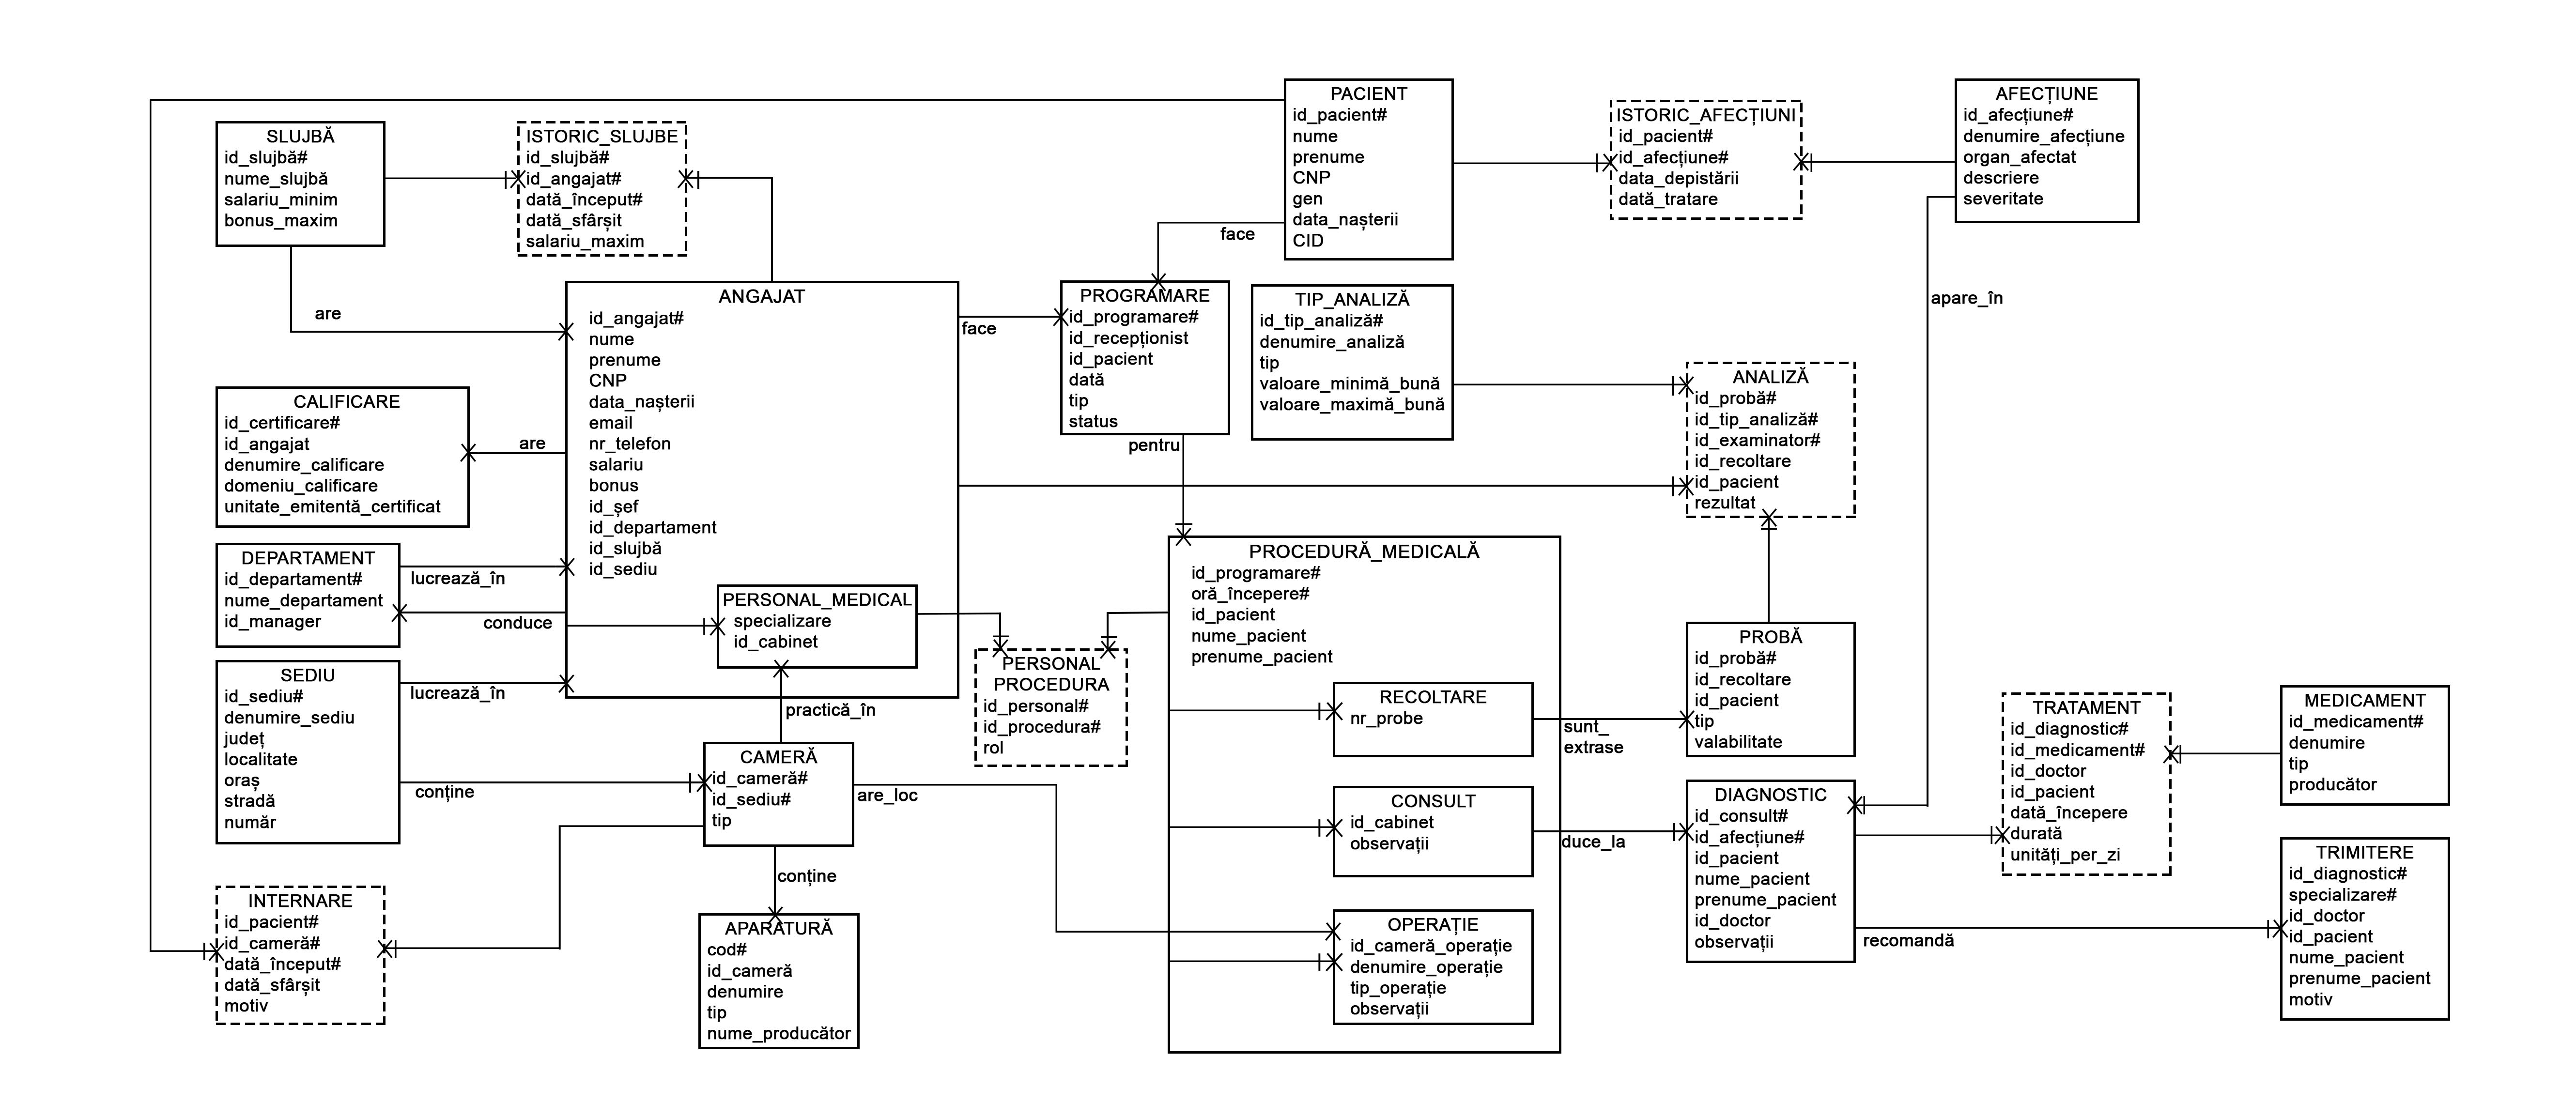 PACIENT
id_pacient#
nume
prenume
CNP
gen
data_nașterii
CID
ISTORIC_AFECȚIUNI
id_pacient#
id_afecțiune#
data_depistării
dată_tratare
AFECȚIUNE
id_afecțiune#
denumire_afecțiune
organ_afectat
descriere
severitate
SLUJBĂ
id_slujbă#
nume_slujbă
salariu_minim
bonus_maxim
ISTORIC_SLUJBE
id_slujbă#
id_angajat#
dată_început#
dată_sfârșit
salariu_maxim
face
apare_în
are
ANGAJAT
id_angajat#
nume
prenume
CNP
data_nașterii
email
nr_telefon
salariu
bonus
id_șef
id_departament
id_slujbă
id_sediu
face
PROGRAMARE
id_programare#
id_recepționist
id_pacient
dată
tip
status
pentru
TIP_ANALIZĂ
id_tip_analiză#
denumire_analiză
tip
valoare_minimă_bună
valoare_maximă_bună
ANALIZĂ
id_probă#
id_tip_analiză#
id_examinator#
id_recoltare
id_pacient
rezultat
CALIFICARE
id_certificare#
id_angajat
denumire_calificare
domeniu_calificare
unitate_emitentă_certificat
are
DEPARTAMENT
id_departament#
nume_departament
id_manager
lucrează_în
conduce
PERSONAL_MEDICAL
specializare
id_cabinet
SEDIU
id_sediu#
denumire_sediu
județ
localitate
oraș
stradă
număr
lucrează_în
conține
practică_în
PERSONAL
PROCEDURA
id_personal#
id_procedura#
rol
CAMERĂ
id_cameră#
id_sediu#
tip
are_loc
conține
APARATURĂ
cod#
id_cameră
denumire
tip
nume_producător
INTERNARE
id_pacient#
id_cameră#
dată_început#
dată_sfârșit
motiv
PROCEDURĂ_MEDICALĂ
id_programare#
oră_începere#
id_pacient
nume_pacient
prenume_pacient
RECOLTARE
nr_probe
sunt_
extrase
CONSULT
id_cabinet
observații
duce_la
OPERAȚIE
id_cameră_operație
denumire_operație
tip_operație
observații
PROBĂ
id_probă#
id_recoltare
id_pacient
tip
valabilitate
DIAGNOSTIC
id_consult#
id_afecțiune#
id_pacient
nume_pacient
prenume_pacient
id_doctor
observații
recomandă
TRATAMENT
id_diagnostic#
id_medicament#
id_doctor
id_pacient
dată_începere
durată
unități_per_zi
MEDICAMENT
id_medicament#
denumire
tip
producător
TRIMITERE
id_diagnostic#
specializare#
id_doctor
id_pacient
nume_pacient
prenume_pacient
motiv